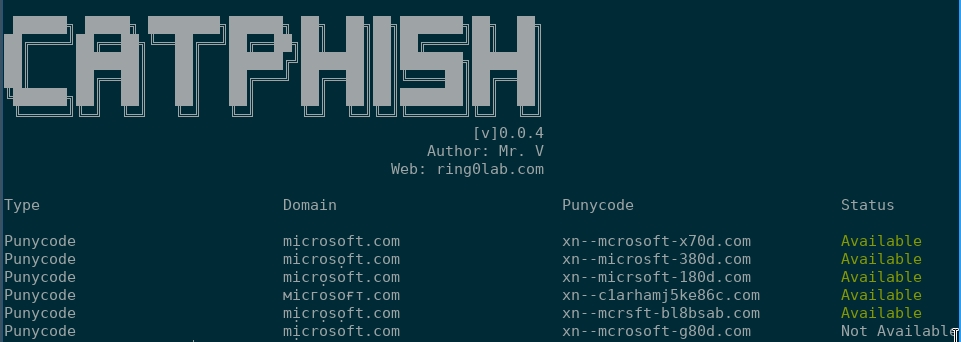 CATPHISH
[v]0.0.4
Author: Mr. V
Web: ring0lab.com
Type Domain Punycode Status
Punycode mịcrosoft.com xn--mcrosoft-x70d.com Available
Punycode microsọft.com xn--microsft-380d.com Available
Punycode micrọsoft.com xn--micrsoft-180d.com Available
Punycode мicroѕoғт.com xn--c1arhamj5ke86c.com Available
Punycode mịcrọsọft.com xn--mcrsft-bl8bsab.com Available
Punycode mịcrosoft.com xn--mcrosoft-g80d.com Not Available